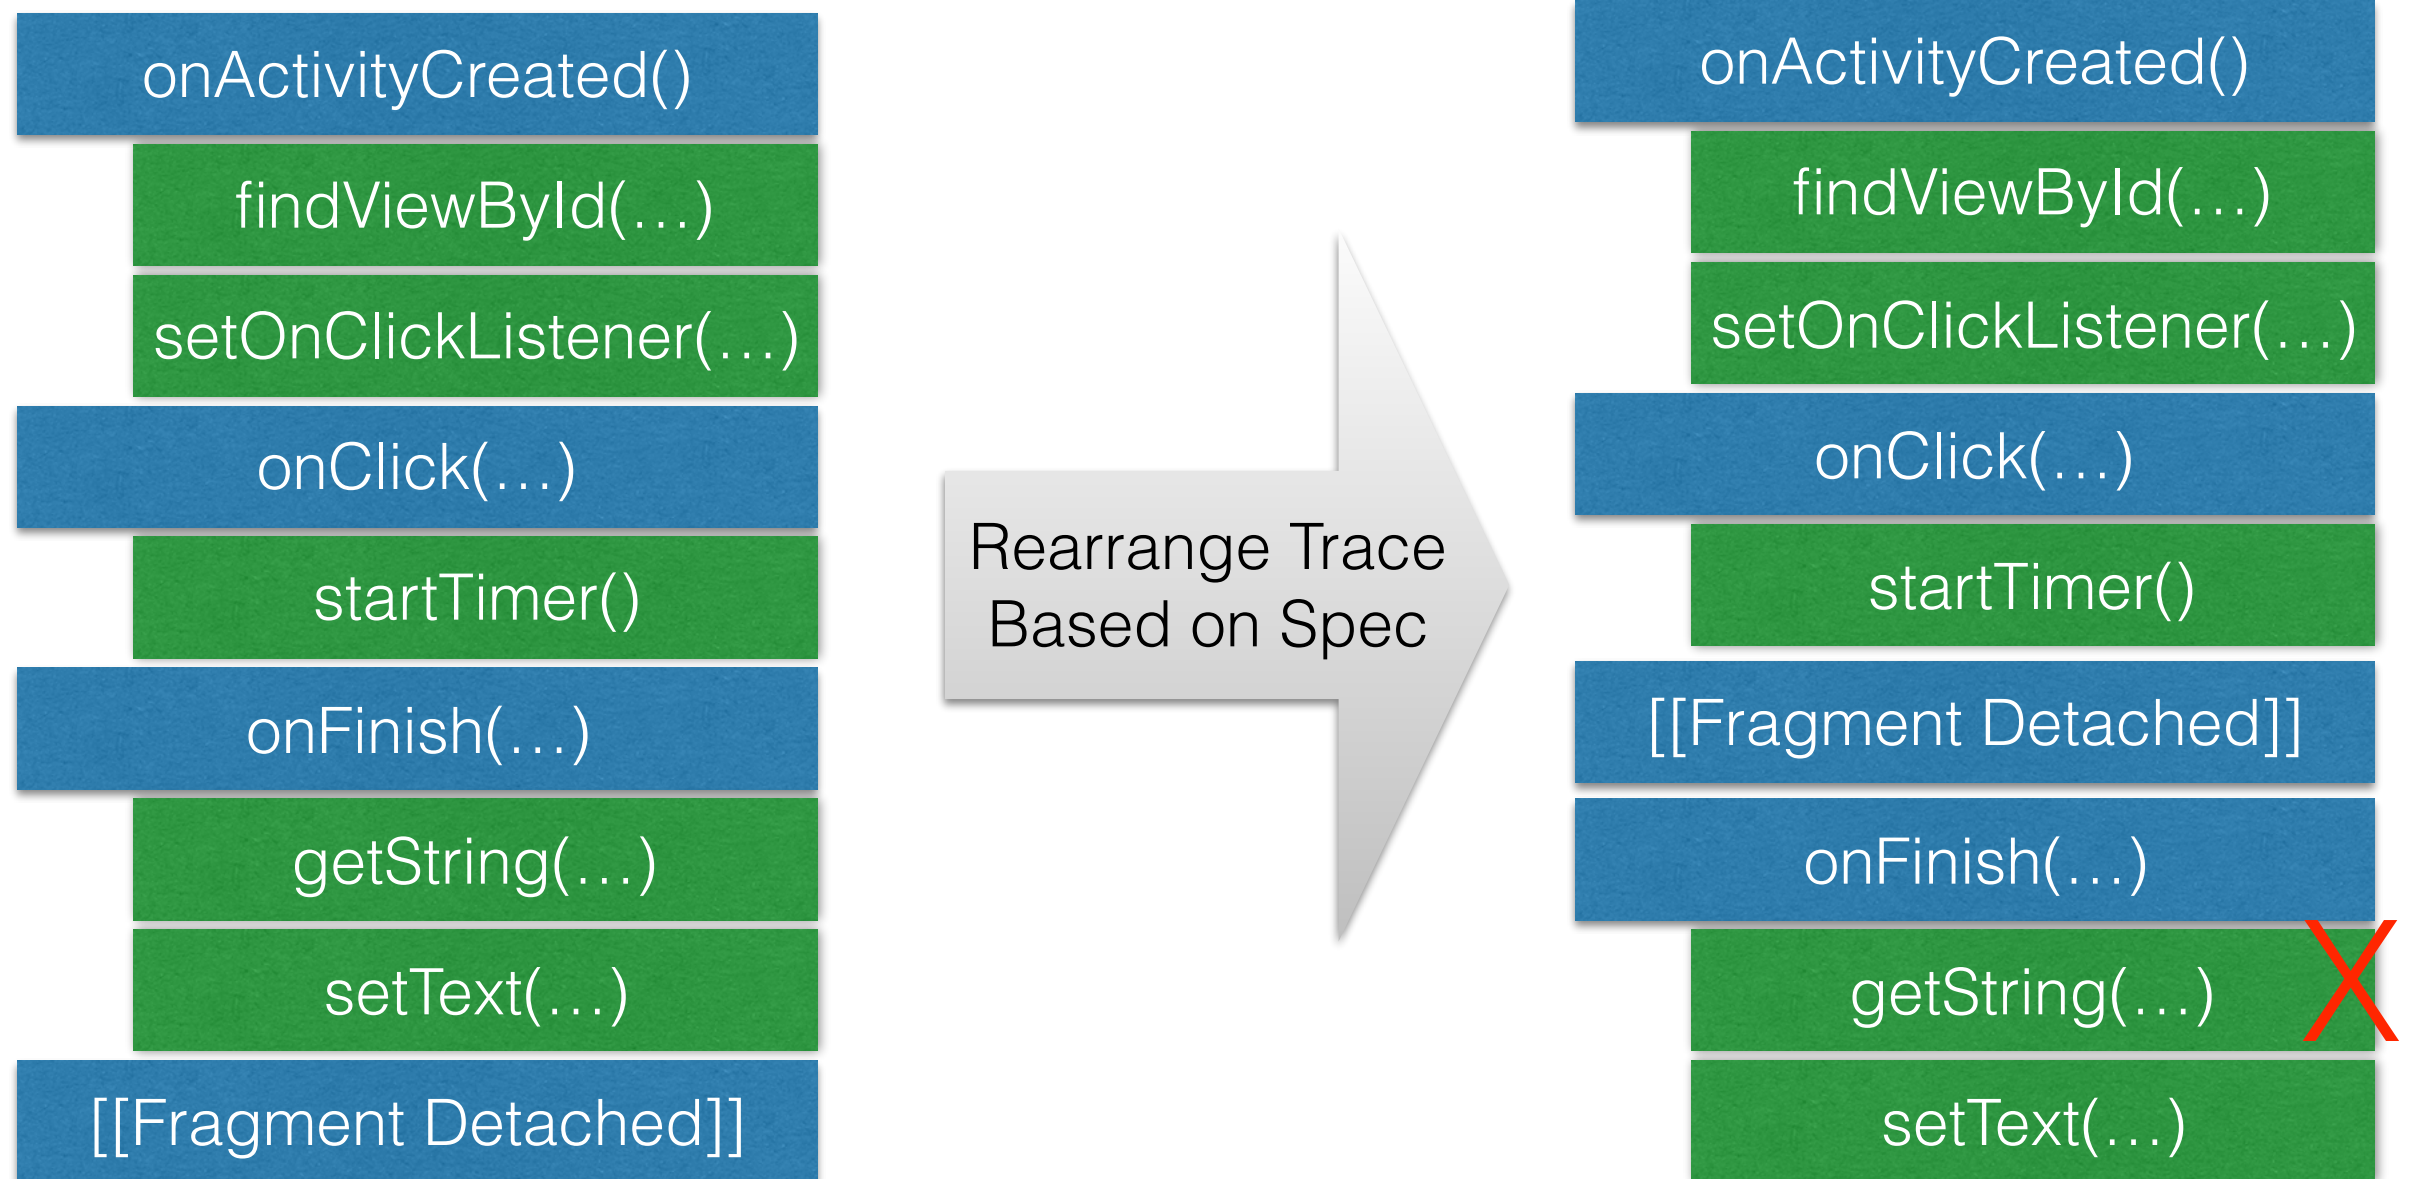 onActivityCreated()
findViewById(…)
setOnClickListener(…)
onClick(…)
startTimer()
onFinish(…)
getString(…)
setText(…)
[[Fragment Detached]]
Rearrange Trace
Based on Spec
onActivityCreated()
findViewById(…)
setOnClickListener(…)
onClick(…)
startTimer()
[[Fragment Detached]]
onFinish(…)
getString(…)
X
setText(…)